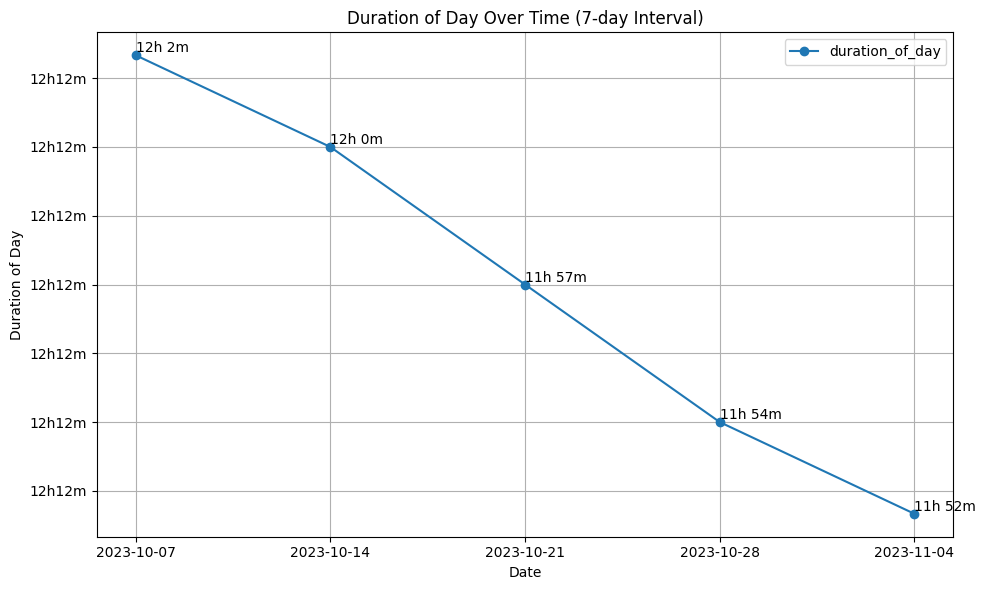 Duration of Day Over Time (7-day Interval)
duration_of_day
12h 2m
12h 0m
11h 57m
11h 54m
11h 52m
12h12m
12h12m
12h12m
12h12m
12h12m
12h12m
12h12m
Duration of Day
2023-10-07
2023-10-14
2023-10-21
2023-10-28
2023-11-04
Date